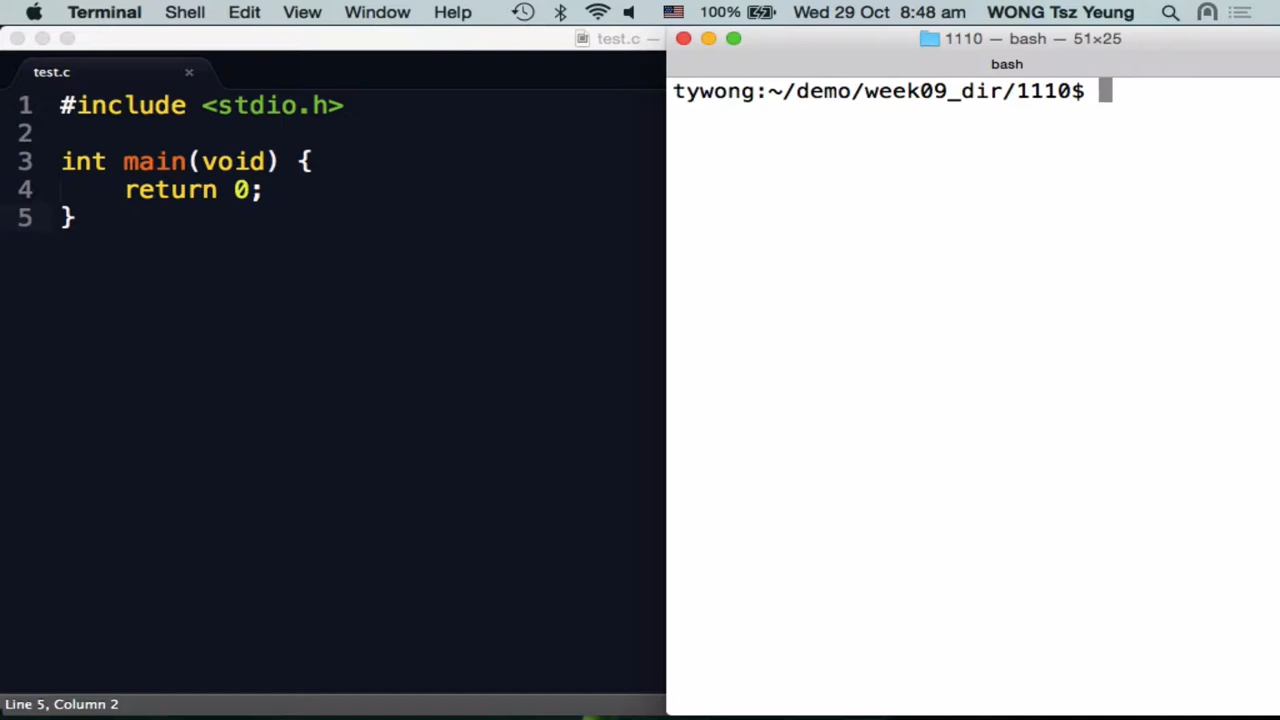 Terminal Shell Edit View Window Help 100% Wed 29 Oct 8:48 am WONG Tsz Yeung
test.c —
test.c ×
1 #include <stdio.h>
2
3 int main(void) {
4     return 0;
5 }
Line 5, Column 2
1110 — bash — 51×25
bash
tywong:~/demo/week09_dir/1110$